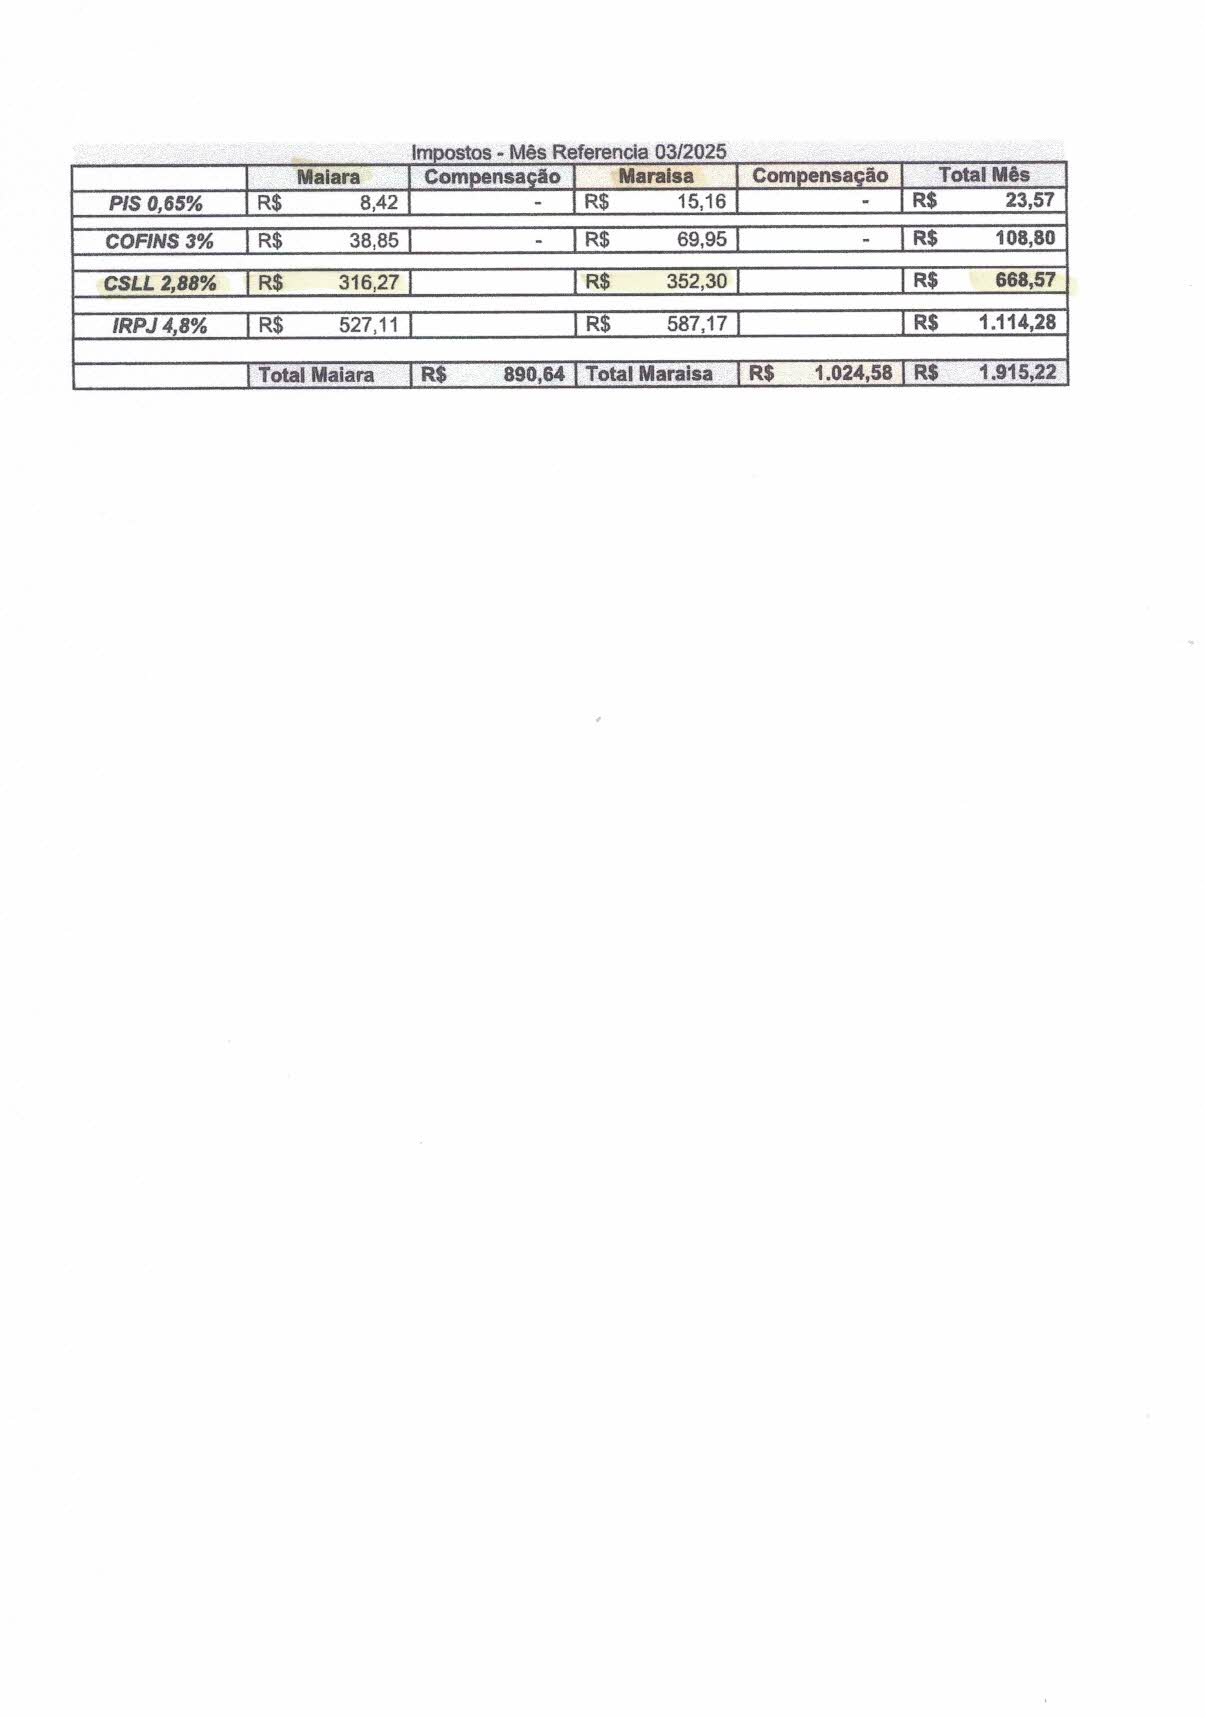 Impostos - Mês Referencia 03/2025
Maiara Compensação Maraisa Compensação Total Mês
PIS 0,65% R$ 8,42 - R$ 15,16 - R$ 23,57
COFINS 3% R$ 38,85 - R$ 69,95 - R$ 108,80
CSLL 2,88% R$ 316,27 R$ 352,30 R$ 668,57
IRPJ 4,8% R$ 527,11 R$ 587,17 R$ 1.114,28
Total Maiara R$ 890,64 Total Maraisa R$ 1.024,58 R$ 1.915,22